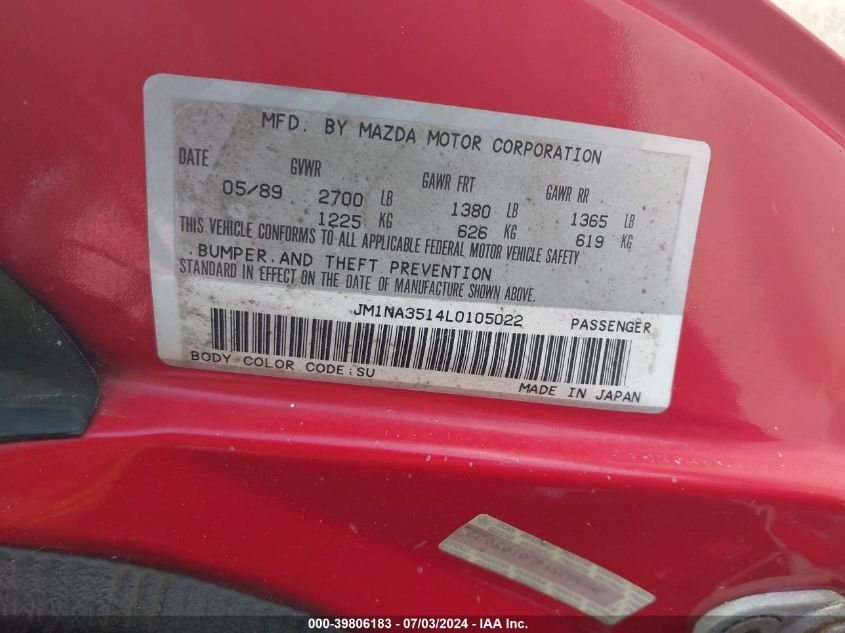 MFD. BY MAZDA MOTOR CORPORATION
DATE GVWR GAWR FRT GAWR RR
05/89 2700 LB 1380 LB 1365 LB
1225 KG 626 KG 619 KG
THIS VEHICLE CONFORMS TO ALL APPLICABLE FEDERAL MOTOR VEHICLE SAFETY
.BUMPER.AND THEFT PREVENTION
STANDARD IN EFFECT ON THE DATE OF MANUFACTURE SHOWN ABOVE.
JM1NA3514L0105022 PASSENGER
BODY COLOR CODE:SU
MADE IN JAPAN
000-39806183 - 07/03/2024 - IAA Inc.